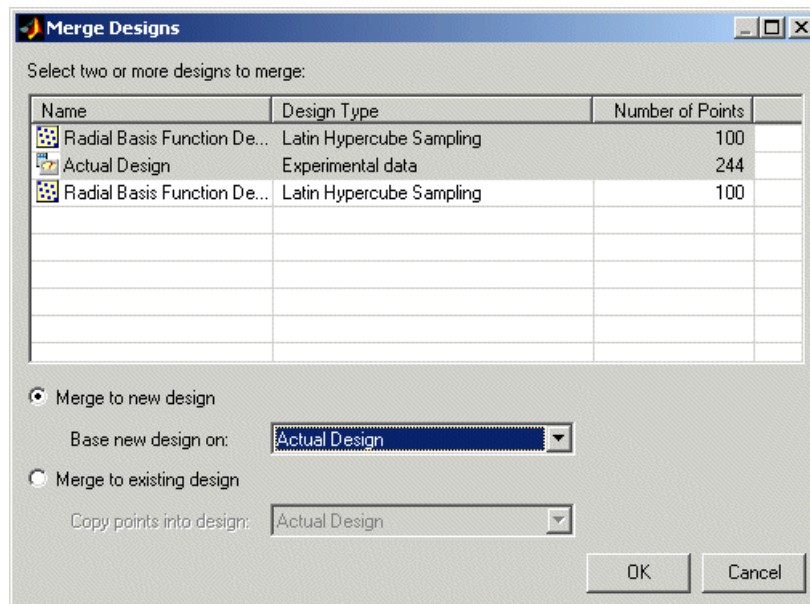 Merge Designs
Select two or more designs to merge:
Name Design Type Number of Points
Radial Basis Function De... Latin Hypercube Sampling 100
Actual Design Experimental data 244
Radial Basis Function De... Latin Hypercube Sampling 100
Merge to new design
Base new design on: Actual Design
Merge to existing design
Copy points into design: Actual Design
OK Cancel